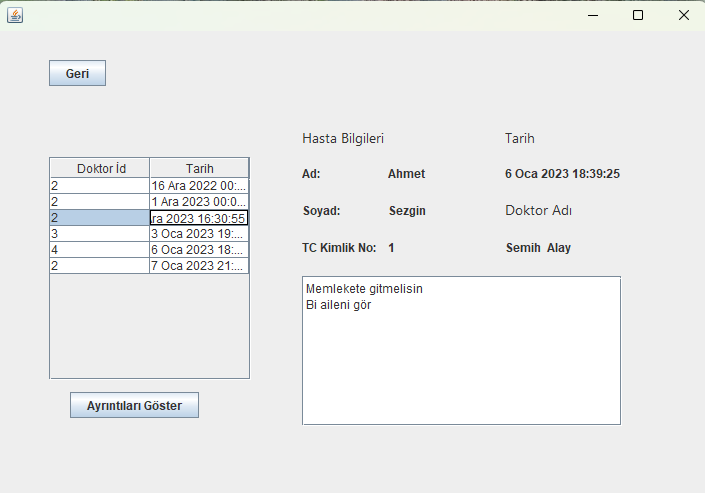 Geri
Doktor İd Tarih
2 16 Ara 2022 00:...
2 1 Ara 2023 00:0...
2 ra 2023 16:30:55
3 3 Oca 2023 19:...
4 6 Oca 2023 18:...
2 7 Oca 2023 21:...
Ayrıntıları Göster
Hasta Bilgileri Tarih
Ad: Ahmet 6 Oca 2023 18:39:25
Soyad: Sezgin Doktor Adı
TC Kimlik No: 1 Semih Alay
Memlekete gitmelisin
Bi aileni gör